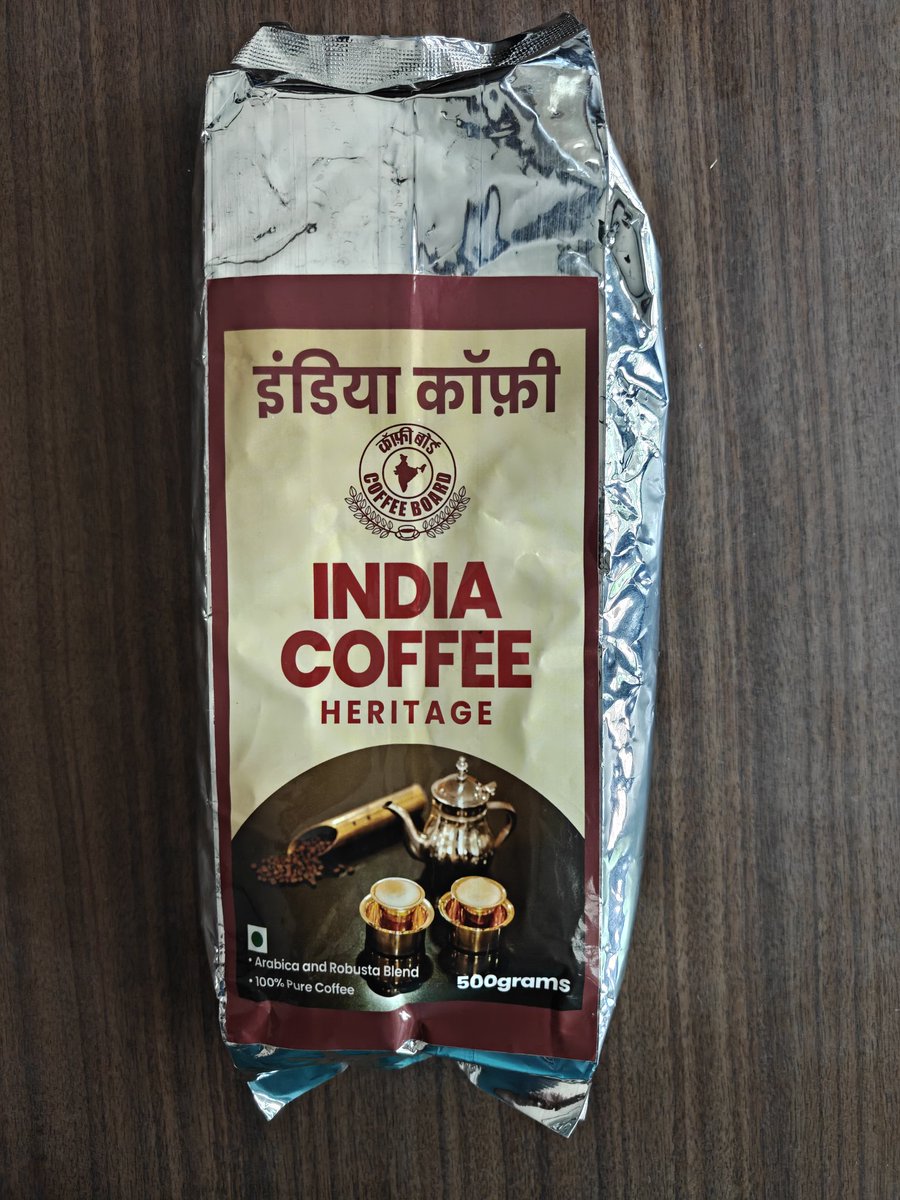 इंडिया कॉफ़ी
कॉफ़ी बोर्ड
COFFEE BOARD
INDIA
COFFEE
HERITAGE
• Arabica and Robusta Blend
• 100% Pure Coffee
500grams